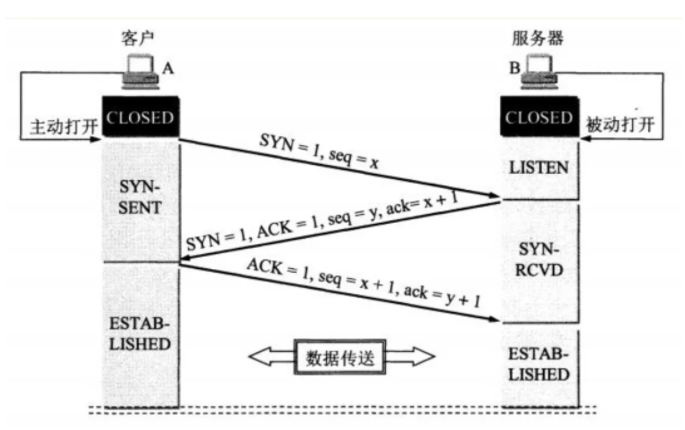 客户
服务器
A
B
CLOSED
CLOSED
主动打开
被动打开
SYN = 1, seq = x
LISTEN
SYN-
SENT
SYN = 1, ACK = 1, seq = y, ack= x + 1
SYN-
RCVD
ACK = 1, seq = x + 1, ack = y + 1
ESTAB-
LISHED
数据传送
ESTAB-
LISHED